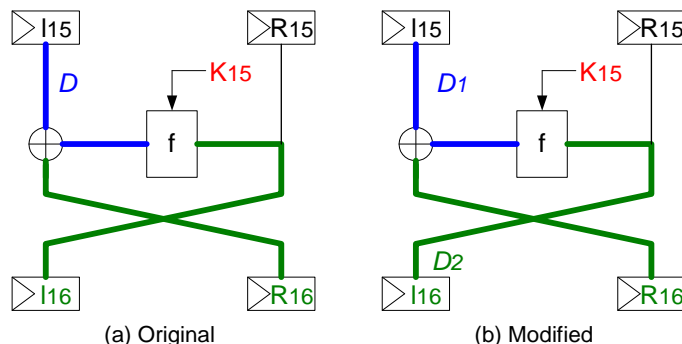 I15 R15 I15 R15
D K15 D1 K15
f f
D2
I16 R16 I16 R16
(a) Original (b) Modified